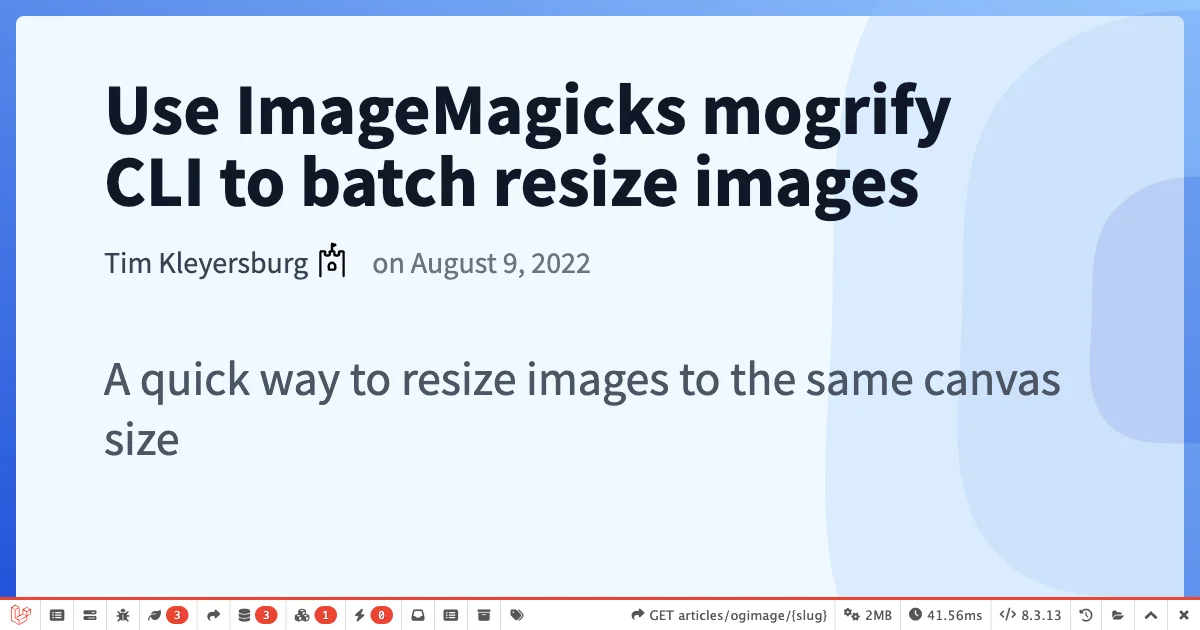 Use ImageMagicks mogrify
CLI to batch resize images
Tim Kleyersburg on August 9, 2022
A quick way to resize images to the same canvas
size
3 3 1 0 GET articles/ogimage/{slug} 2MB 41.56ms 8.3.13